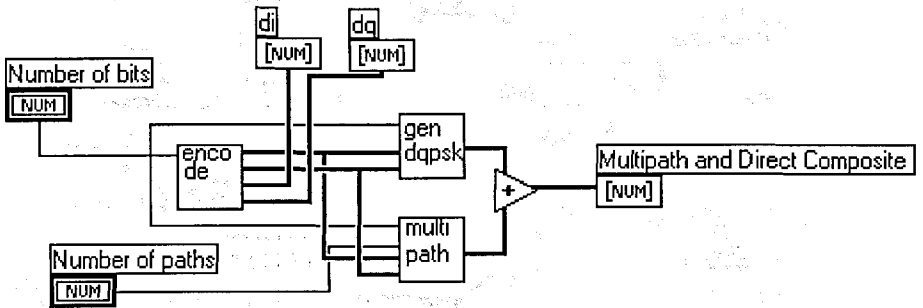 di
dq
[NUM]
[NUM]
Number of bits
NUM
gen
dqpsk
enco
de
Multipath and Direct Composite
+
[NUM]
multi
path
Number of paths
NUM